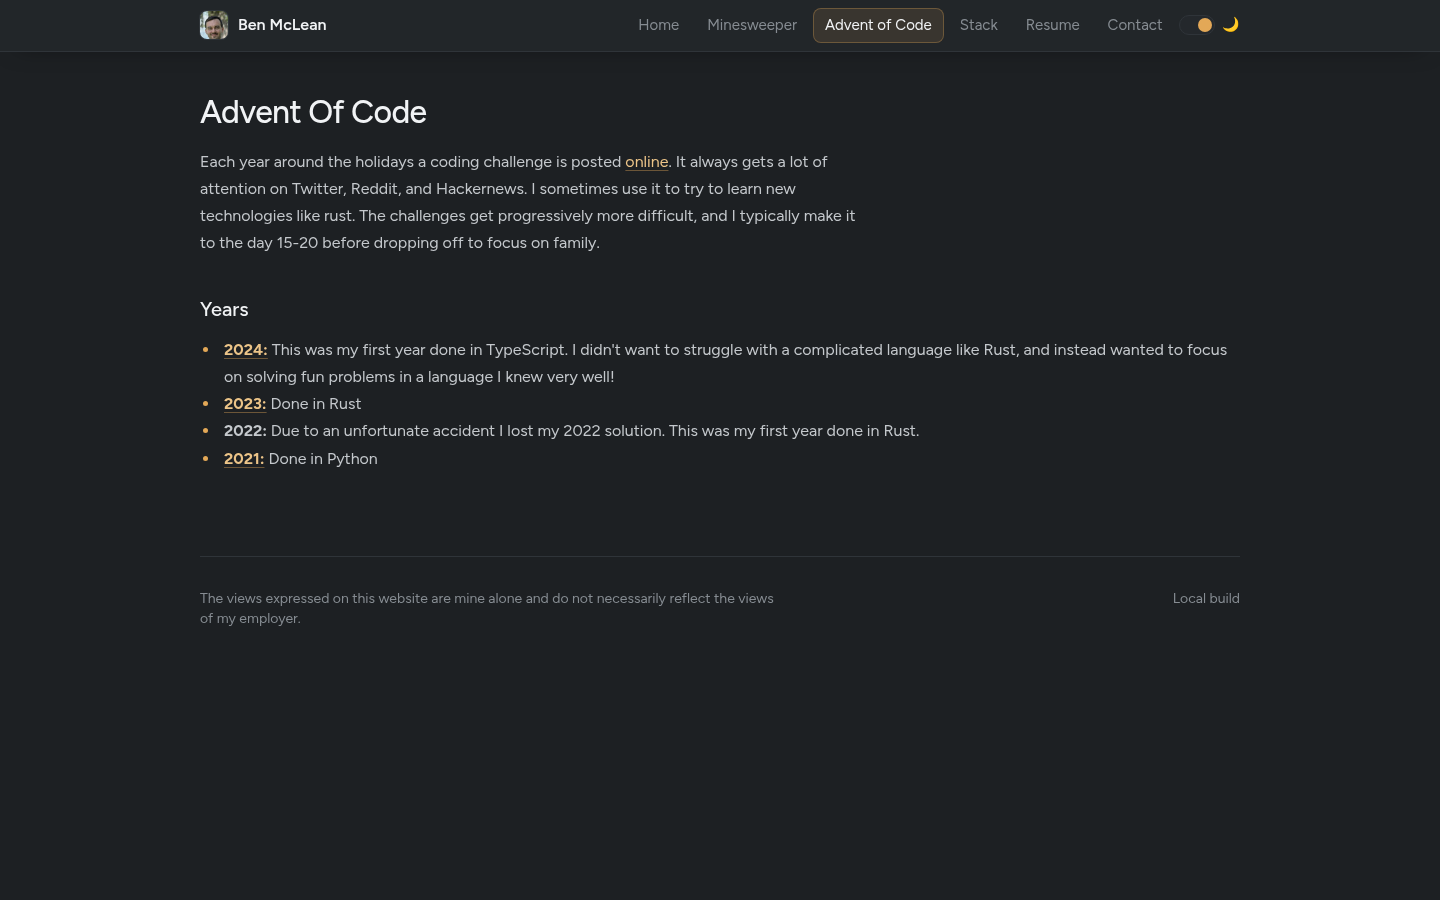 Ben McLean
Home Minesweeper Advent of Code Stack Resume Contact
Advent Of Code
Each year around the holidays a coding challenge is posted online. It always gets a lot of
attention on Twitter, Reddit, and Hackernews. I sometimes use it to try to learn new
technologies like rust. The challenges get progressively more difficult, and I typically make it
to the day 15-20 before dropping off to focus on family.
Years
2024: This was my first year done in TypeScript. I didn't want to struggle with a complicated language like Rust, and instead wanted to focus
on solving fun problems in a language I knew very well!
2023: Done in Rust
2022: Due to an unfortunate accident I lost my 2022 solution. This was my first year done in Rust.
2021: Done in Python
The views expressed on this website are mine alone and do not necessarily reflect the views
of my employer.
Local build